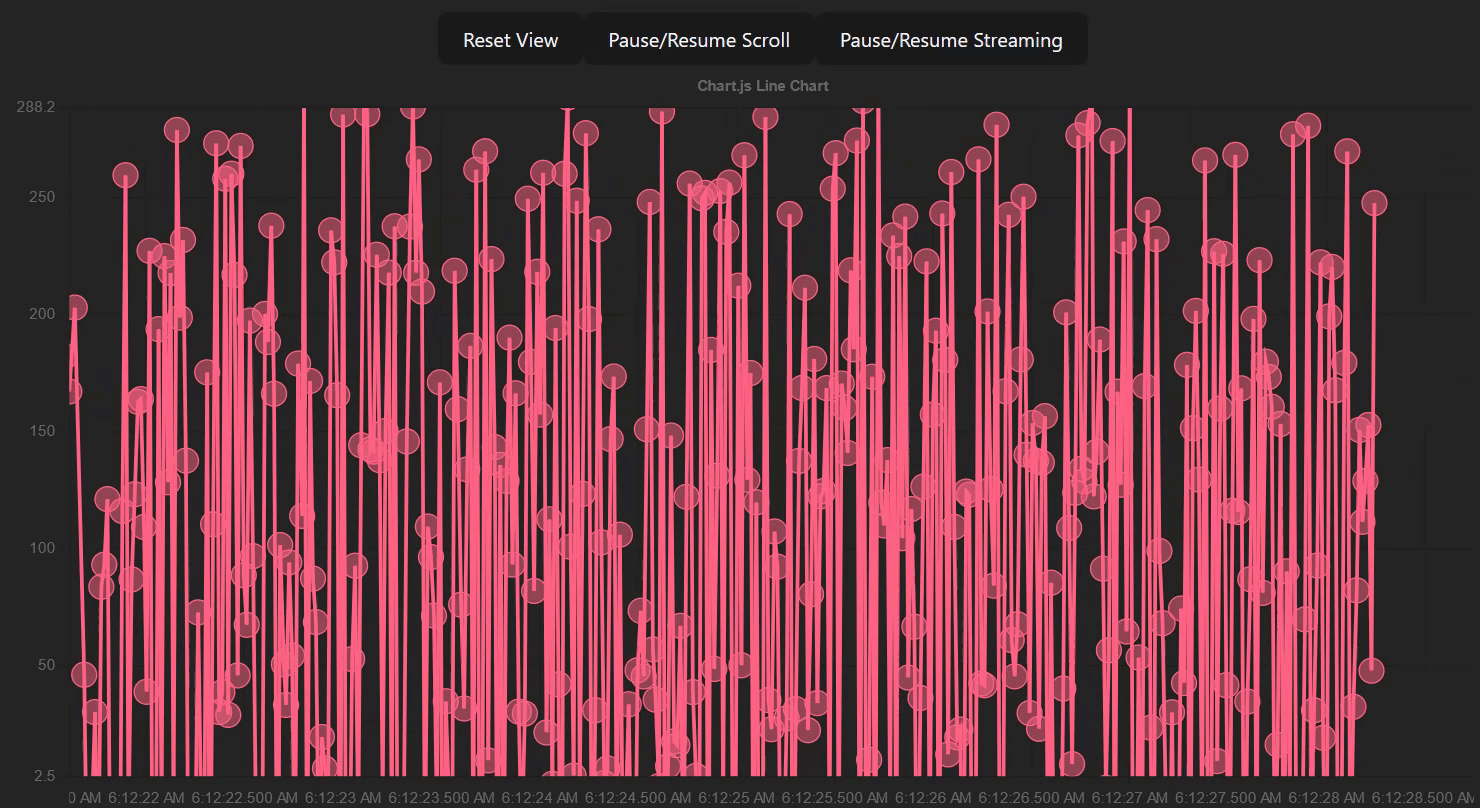 Reset View Pause/Resume Scroll Pause/Resume Streaming
Chart.js Line Chart
288.2
250
200
150
100
50
2.5
0 AM 6:12:22 AM 6:12:22.500 AM 6:12:23 AM 6:12:23.500 AM 6:12:24 AM 6:12:24.500 AM 6:12:25 AM 6:12:25.500 AM 6:12:26 AM 6:12:26.500 AM 6:12:27 AM 6:12:27.500 AM 6:12:28 AM 6:12:28.500 AM